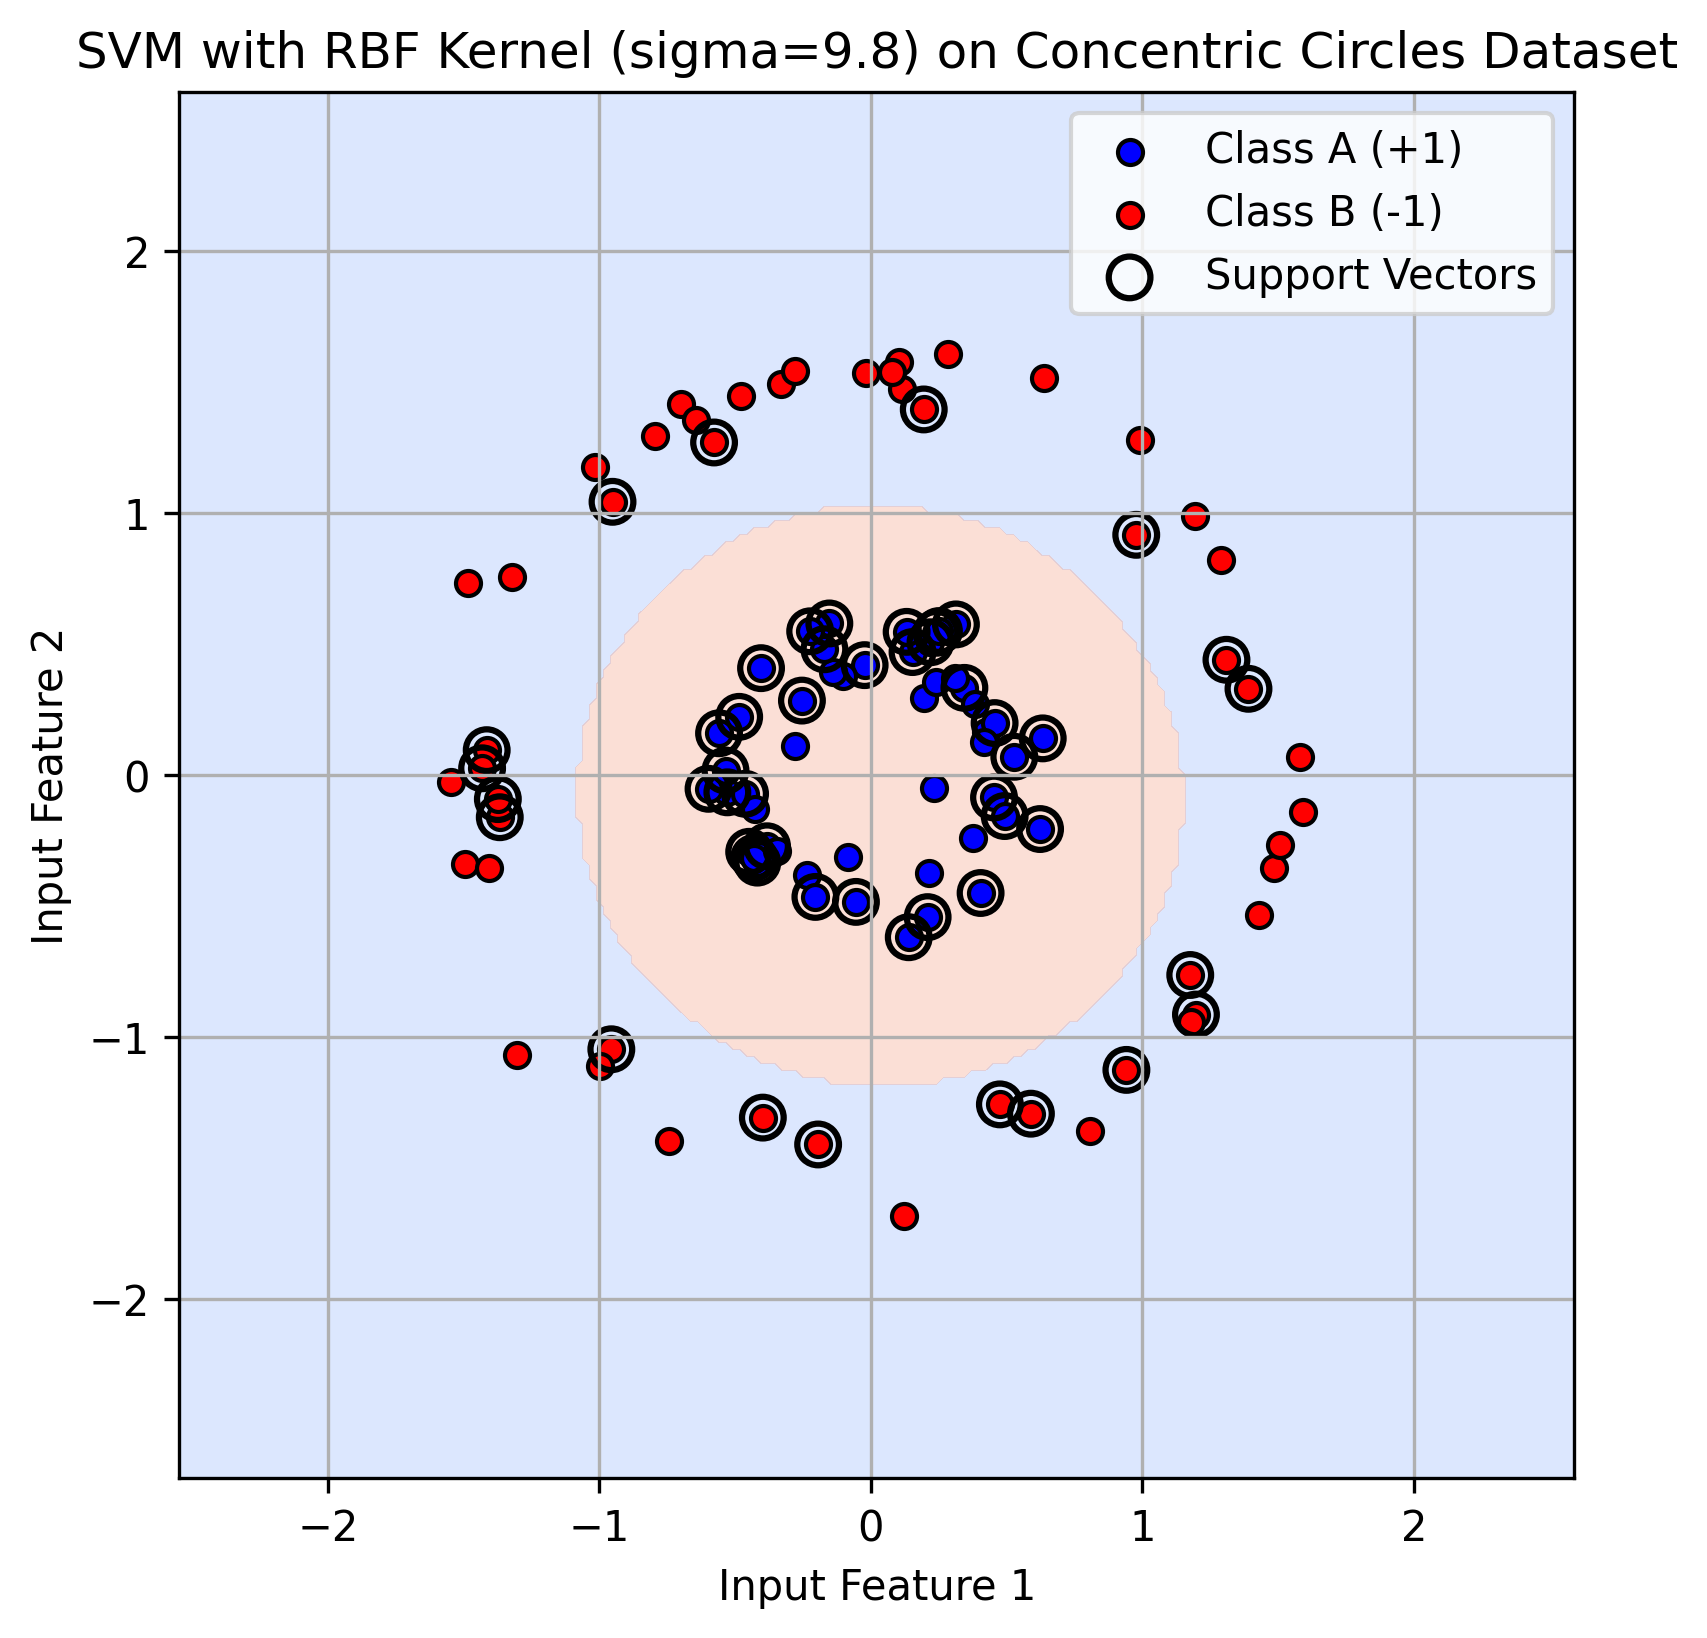 SVM with RBF Kernel (sigma=9.8) on Concentric Circles Dataset
Class A (+1)
Class B (-1)
Support Vectors
2
1
0
−1
−2
Input Feature 2
−2
−1
0
1
2
Input Feature 1